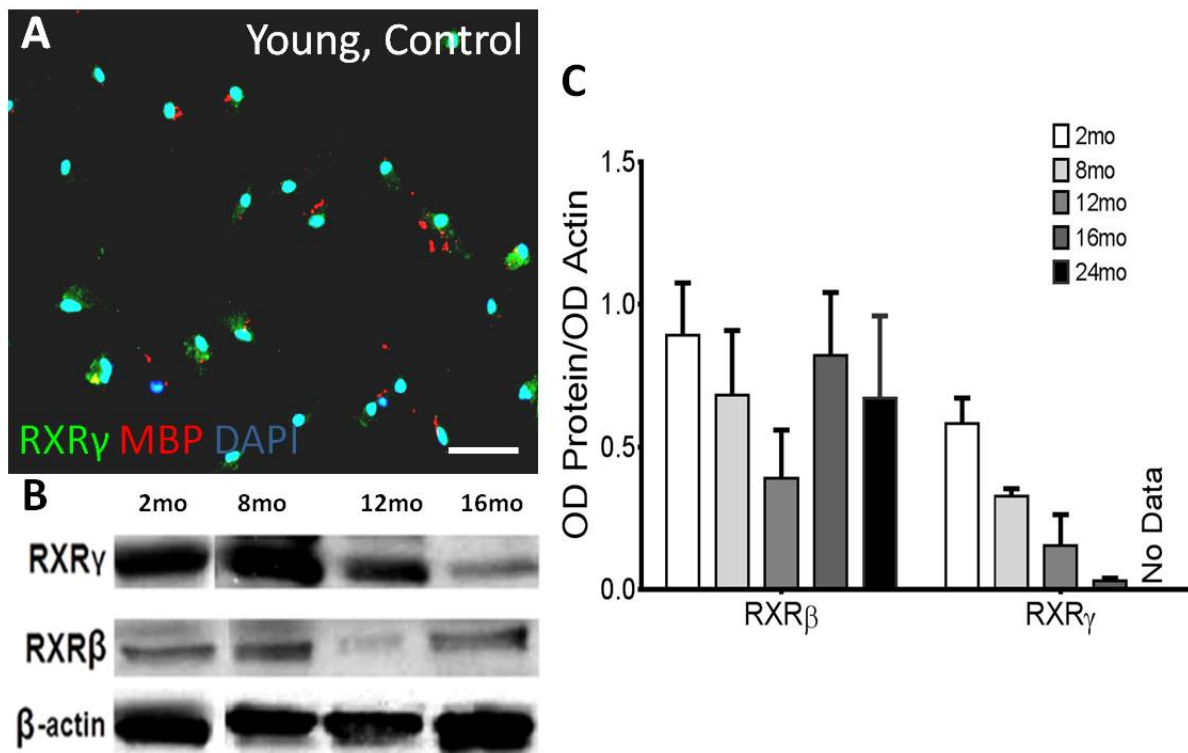 A
Young, Control
RXRγ MBP DAPI
B
2mo 8mo 12mo 16mo
RXRγ
RXRβ
β-actin
C
2mo
8mo
12mo
16mo
24mo
OD Protein/OD Actin
1.5
1.0
0.5
0.0
No Data
RXRβ RXRγ